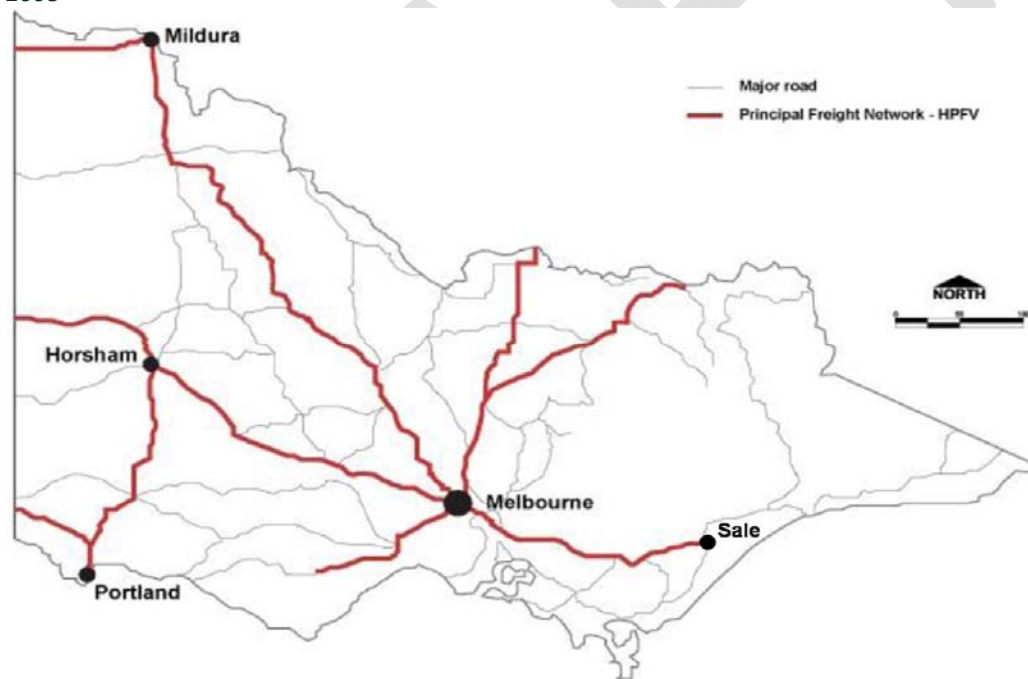 Mildura
Major road
Principal Freight Network - HPFV
NORTH
Horsham
Melbourne
Sale
Portland